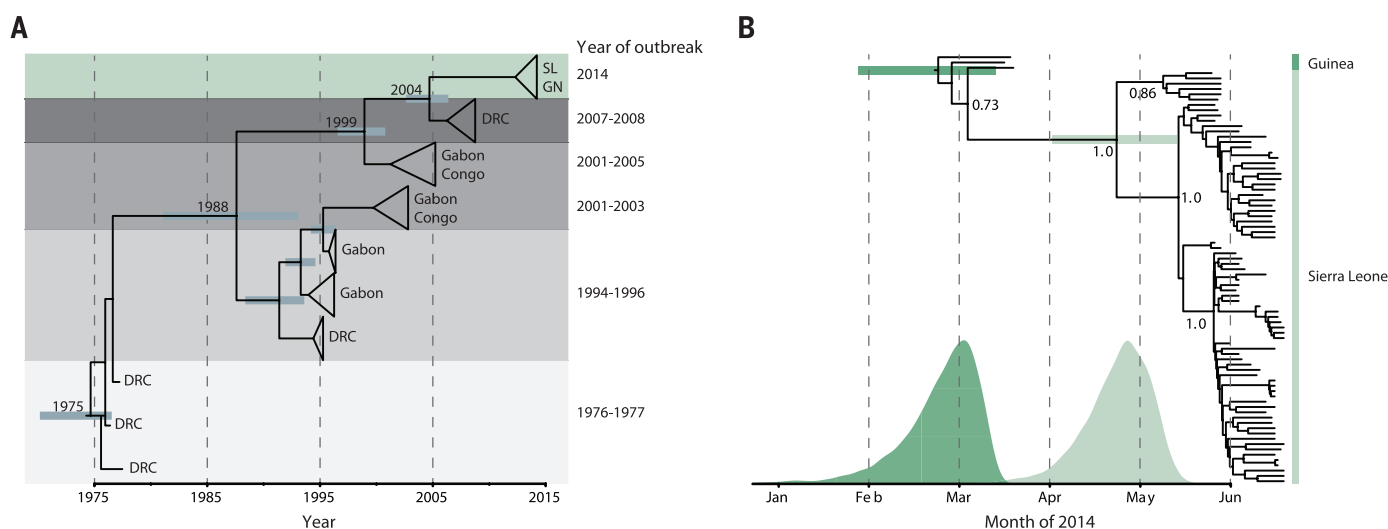 A
Year of outbreak
SL
GN
2014
2004
DRC
2007-2008
1999
Gabon
Congo
2001-2005
Gabon
Congo
2001-2003
1988
Gabon
Gabon
1994-1996
DRC
DRC
1975
DRC
1976-1977
DRC
1975 1985 1995 2005 2015
Year
B
Guinea
0.73
0.86
1.0
1.0
Sierra Leone
1.0
Jan Feb Mar Apr May Jun
Month of 2014